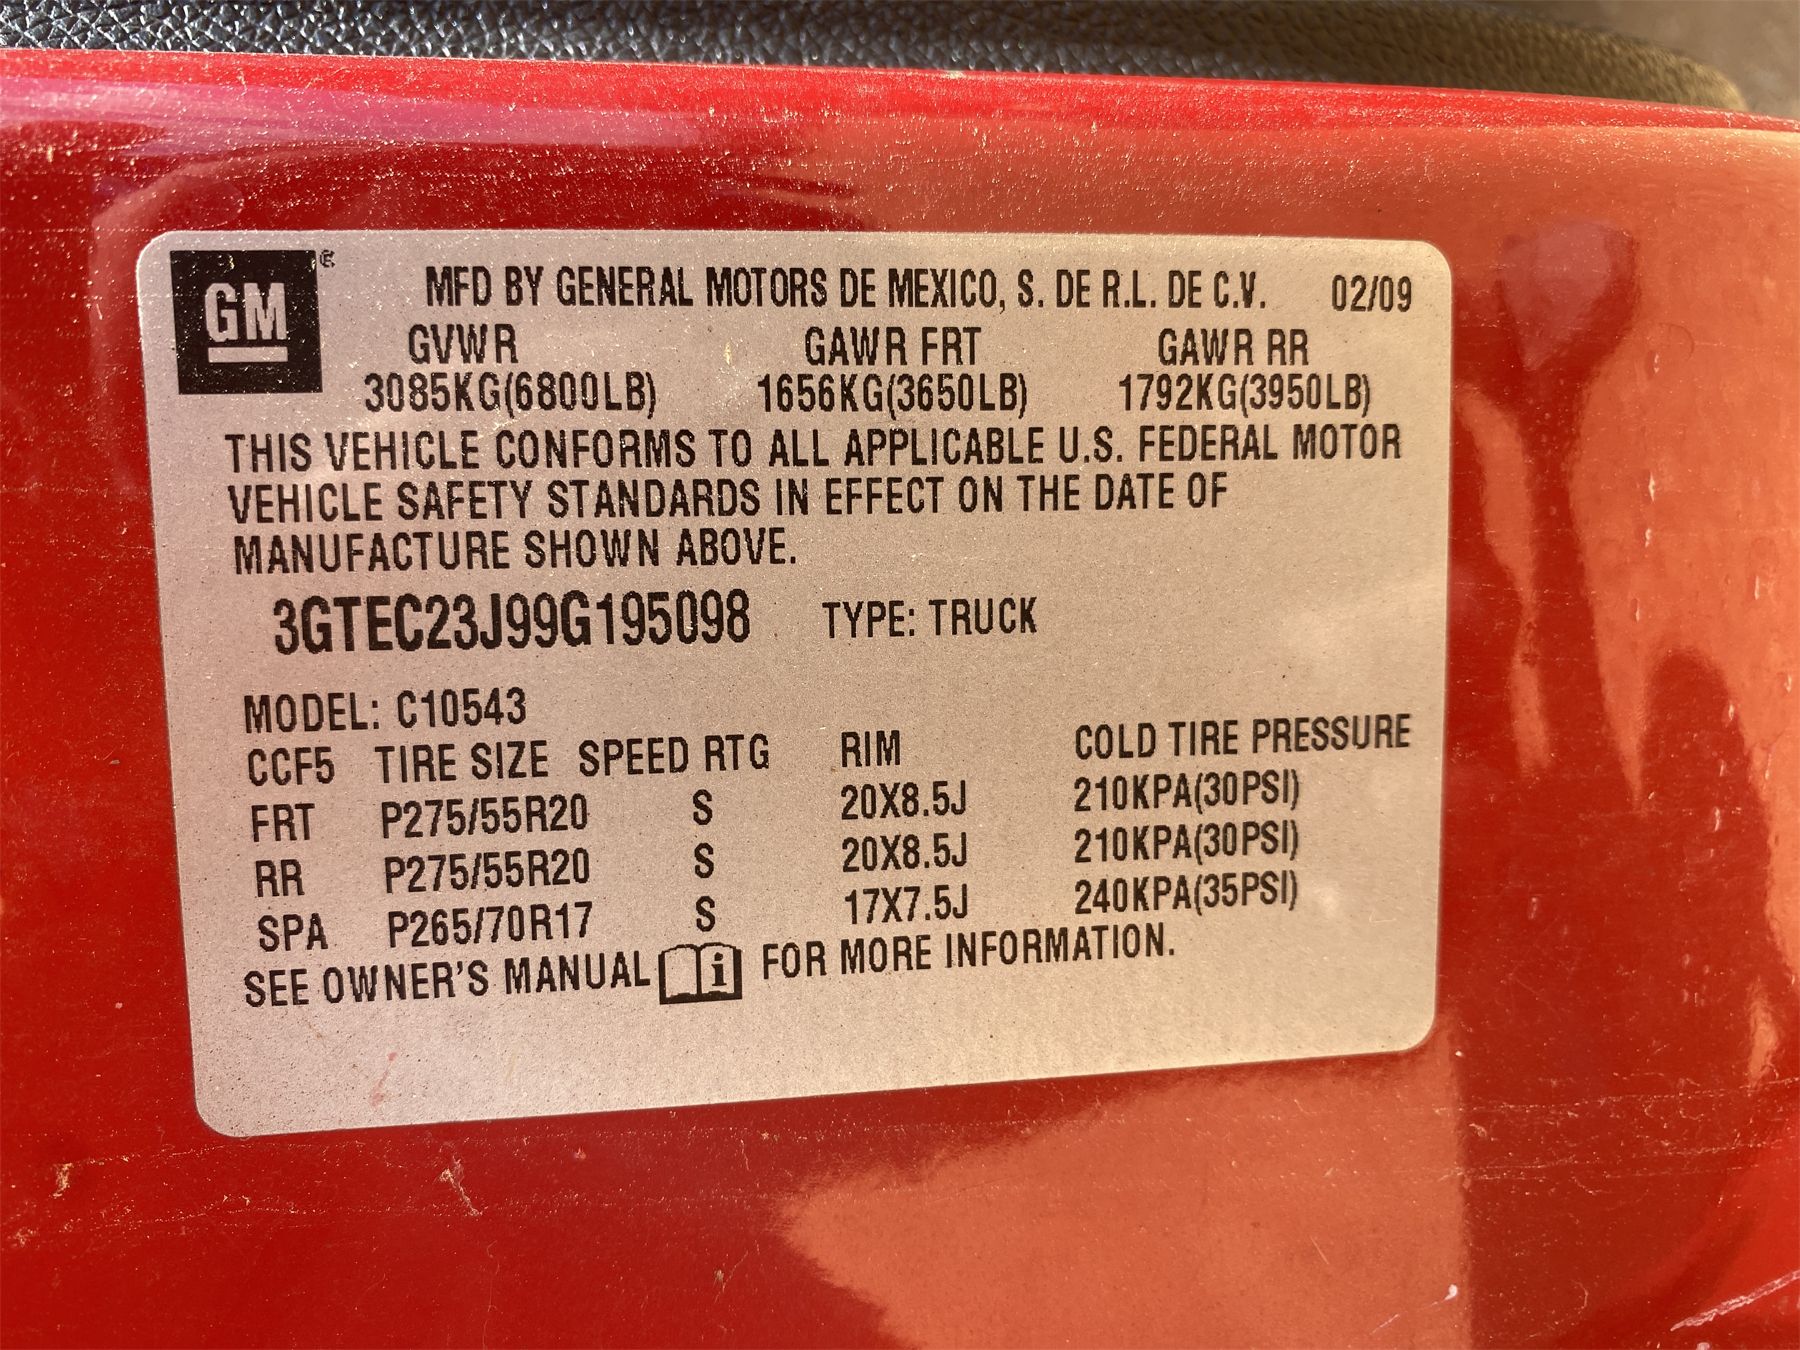 GM
MFD BY GENERAL MOTORS DE MEXICO, S. DE R.L. DE C.V. 02/09
GVWR GAWR FRT GAWR RR
3085KG(6800LB) 1656KG(3650LB) 1792KG(3950LB)
THIS VEHICLE CONFORMS TO ALL APPLICABLE U.S. FEDERAL MOTOR
VEHICLE SAFETY STANDARDS IN EFFECT ON THE DATE OF
MANUFACTURE SHOWN ABOVE.
3GTEC23J99G195098 TYPE: TRUCK
MODEL: C10543
CCF5 TIRE SIZE SPEED RTG RIM COLD TIRE PRESSURE
FRT P275/55R20 S 20X8.5J 210KPA(30PSI)
RR P275/55R20 S 20X8.5J 210KPA(30PSI)
SPA P265/70R17 S 17X7.5J 240KPA(35PSI)
SEE OWNER'S MANUAL i FOR MORE INFORMATION.